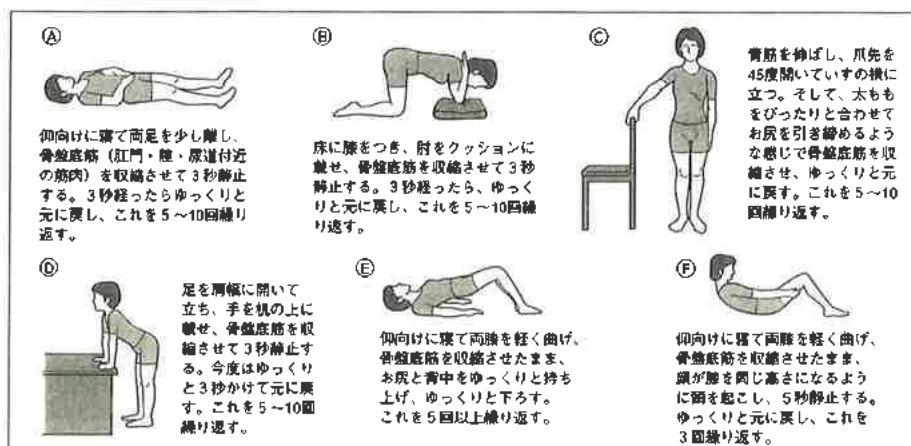 Ⓐ
仰向けに寝て両足を少し離し、
骨盤底筋(肛門・膣・尿道付近
の筋肉)を収縮させて3秒静止
する。3秒経ったらゆっくりと
元に戻し、これを5〜10回繰り
返す。
Ⓑ
床に膝をつき、肘をクッションに
載せ、骨盤底筋を収縮させて3秒
静止する。3秒経ったら、ゆっく
りと元に戻し、これを5〜10回繰
り返す。
Ⓒ
背筋を伸ばし、爪先を
45度開いていすの横に
立つ。そして、太もも
をぴったりと合わせて
お尻を引き締めるよう
な感じで骨盤底筋を収
縮させ、ゆっくりと元
に戻す。これを5〜10
回繰り返す。
Ⓓ
足を肩幅に開いて
立ち、手を机の上に
載せ、骨盤底筋を収
縮させて3秒静止す
る。今度はゆっくり
と3秒かけて元に戻
す。これを5〜10回
繰り返す。
Ⓔ
仰向けに寝て両膝を軽く曲げ、
骨盤底筋を収縮させたまま、
お尻と背中をゆっくりと持ち
上げ、ゆっくりと下ろす。
これを5回以上繰り返す。
Ⓕ
仰向けに寝て両膝を軽く曲げ、
骨盤底筋を収縮させたまま、
頭が膝と同じ高さになるよう
に頭を起こし、5秒静止する。
ゆっくりと元に戻し、これを
3回繰り返す。